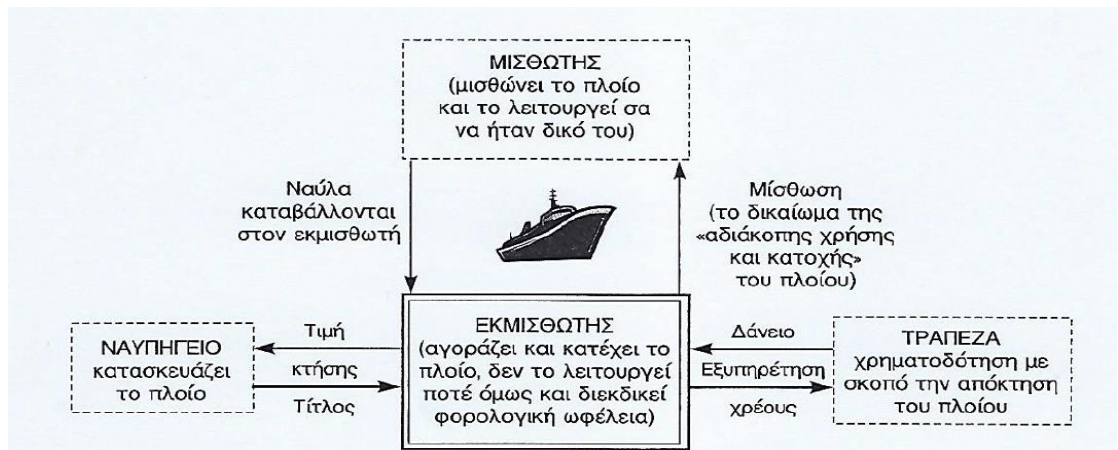 ΜΙΣΘΩΤΗΣ
(μισθώνει το πλοίο
και το λειτουργεί σα
να ήταν δικό του)
Ναύλα
καταβάλλονται
στον εκμισθωτή
Μίσθωση
(το δικαίωμα της
«αδιάκοπης χρήσης
και κατοχής»
του πλοίου)
ΝΑΥΠΗΓΕΙΟ
κατασκευάζει
το πλοίο
Τιμή
κτήσης
Τίτλος
ΕΚΜΙΣΘΩΤΗΣ
(αγοράζει και κατέχει το
πλοίο, δεν το λειτουργεί
ποτέ όμως και διεκδικεί
φορολογική ωφέλεια)
Δάνειο
Εξυπηρέτηση
χρέους
ΤΡΑΠΕΖΑ
χρηματοδότηση με
σκοπό την απόκτηση
του πλοίου